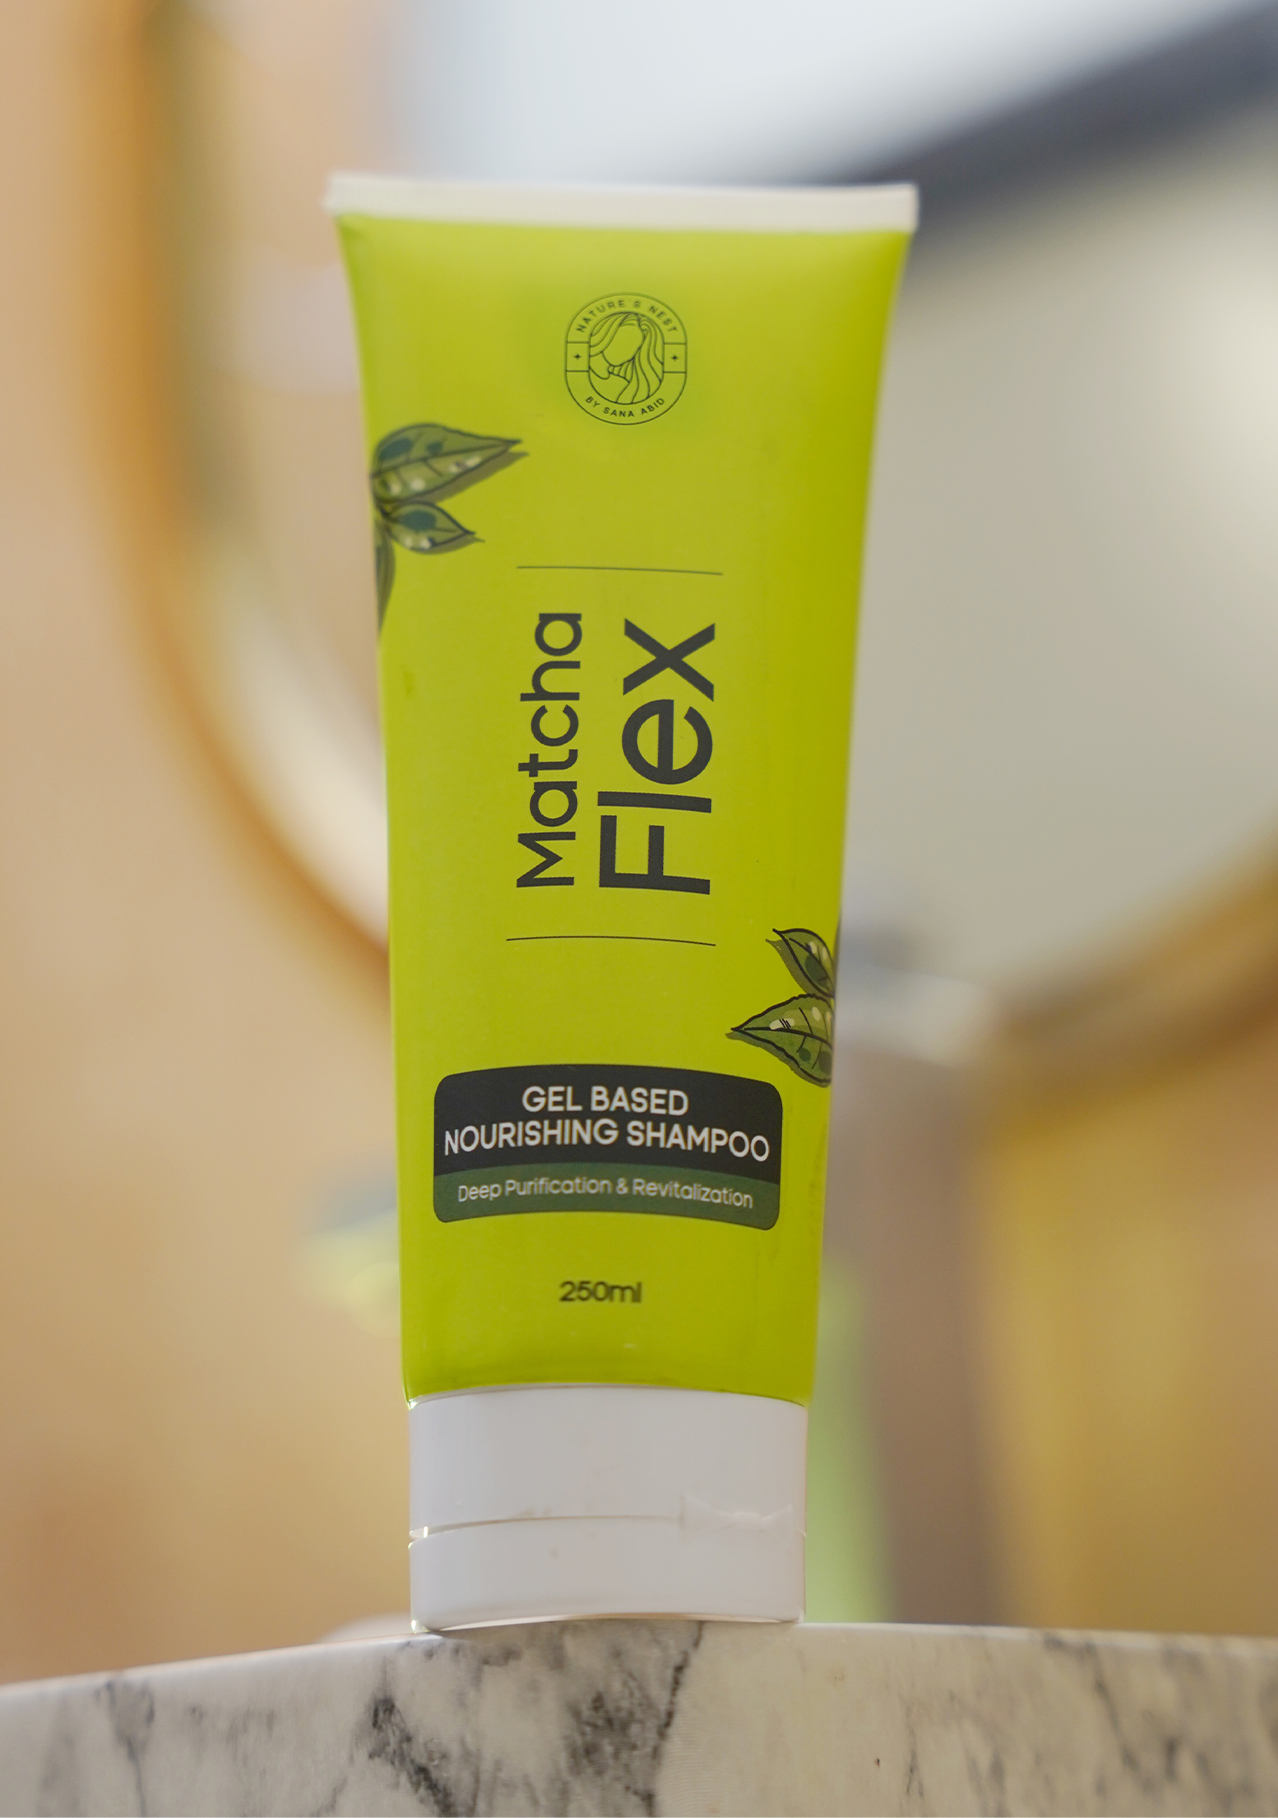 NATURE'S NEST
BY SANA ABID
Matcha
Flex
GEL BASED
NOURISHING SHAMPOO
Deep Purification & Revitalization
250ml